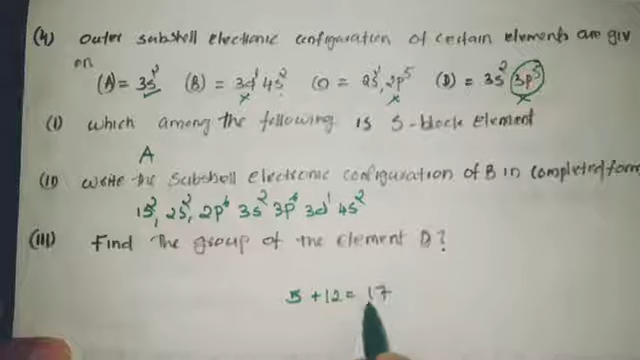 (4) Outer subshell electronic configuration of certain elements are giv
en
(A) = 3s¹ (B) = 3d¹ 4s² (C) = 2s¹, 2p⁵ (D) = 3s² 3p⁵
(I) Which among the following is S-block element
A
(II) Write the subshell electronic configuration of B in completed form
1s², 2s², 2p⁶ 3s² 3p⁶ 3d¹ 4s²
(III) Find the group of the element D?
5 + 12 = 17